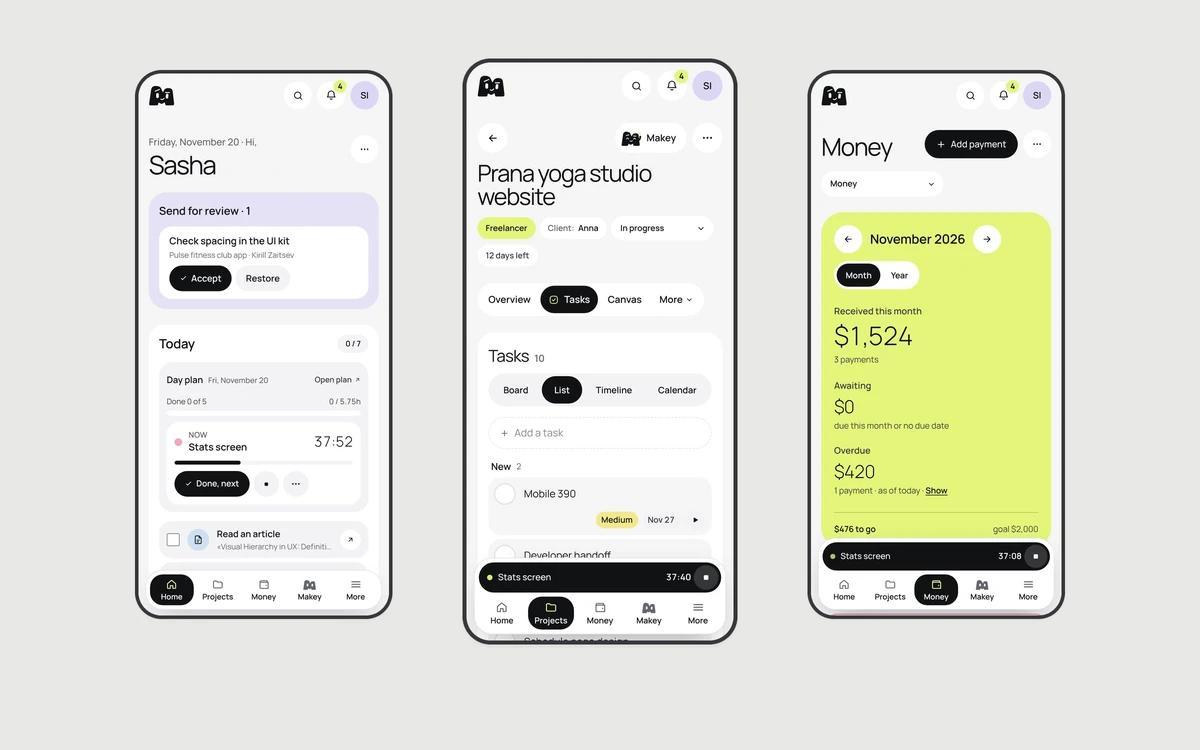 4
SI
Friday, November 20 · Hi,
Sasha
Send for review · 1
Check spacing in the UI kit
Pulse fitness club app · Kirill Zaitsev
Accept
Restore
Today
0 / 7
Day plan Fri, November 20
Open plan
Done 0 of 5
0 / 5.75h
NOW
Stats screen
37:52
Done, next
Read an article
«Visual Hierarchy in UX: Definiti...
Home
Projects
Money
Makey
More
4
SI
Makey
Prana yoga studio
website
Freelancer
Client: Anna
In progress
12 days left
Overview
Tasks
Canvas
More
Tasks 10
Board
List
Timeline
Calendar
+ Add a task
New 2
Mobile 390
Medium
Nov 27
Developer handoff
Stats screen
37:40
Home
Projects
Money
Makey
More
4
SI
Money
+ Add payment
Money
November 2026
Month
Year
Received this month
$1,524
3 payments
Awaiting
$0
due this month or no due date
Overdue
$420
1 payment · as of today · Show
$476 to go
goal $2,000
Stats screen
37:08
Home
Projects
Money
Makey
More